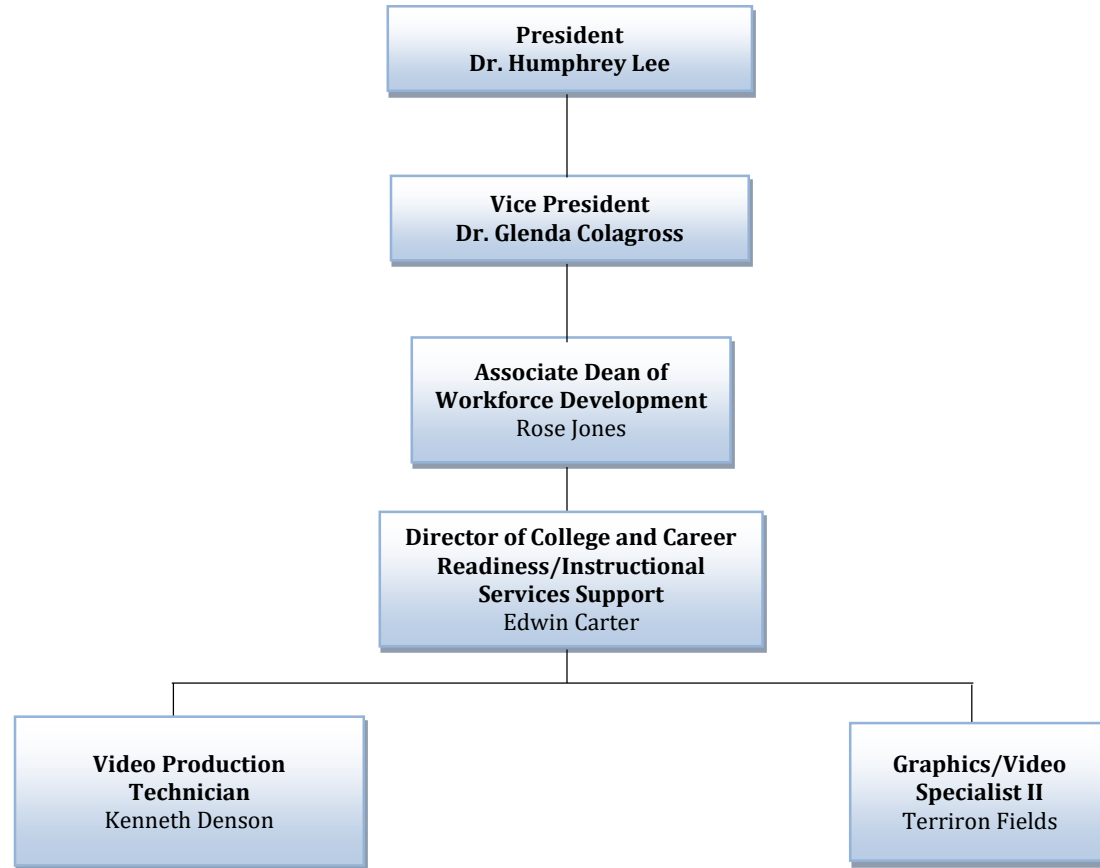 President
Dr. Humphrey Lee
Vice President
Dr. Glenda Colagross
Associate Dean of
Workforce Development
Rose Jones
Director of College and Career
Readiness/Instructional
Services Support
Edwin Carter
Video Production
Technician
Kenneth Denson
Graphics/Video
Specialist II
Terriron Fields